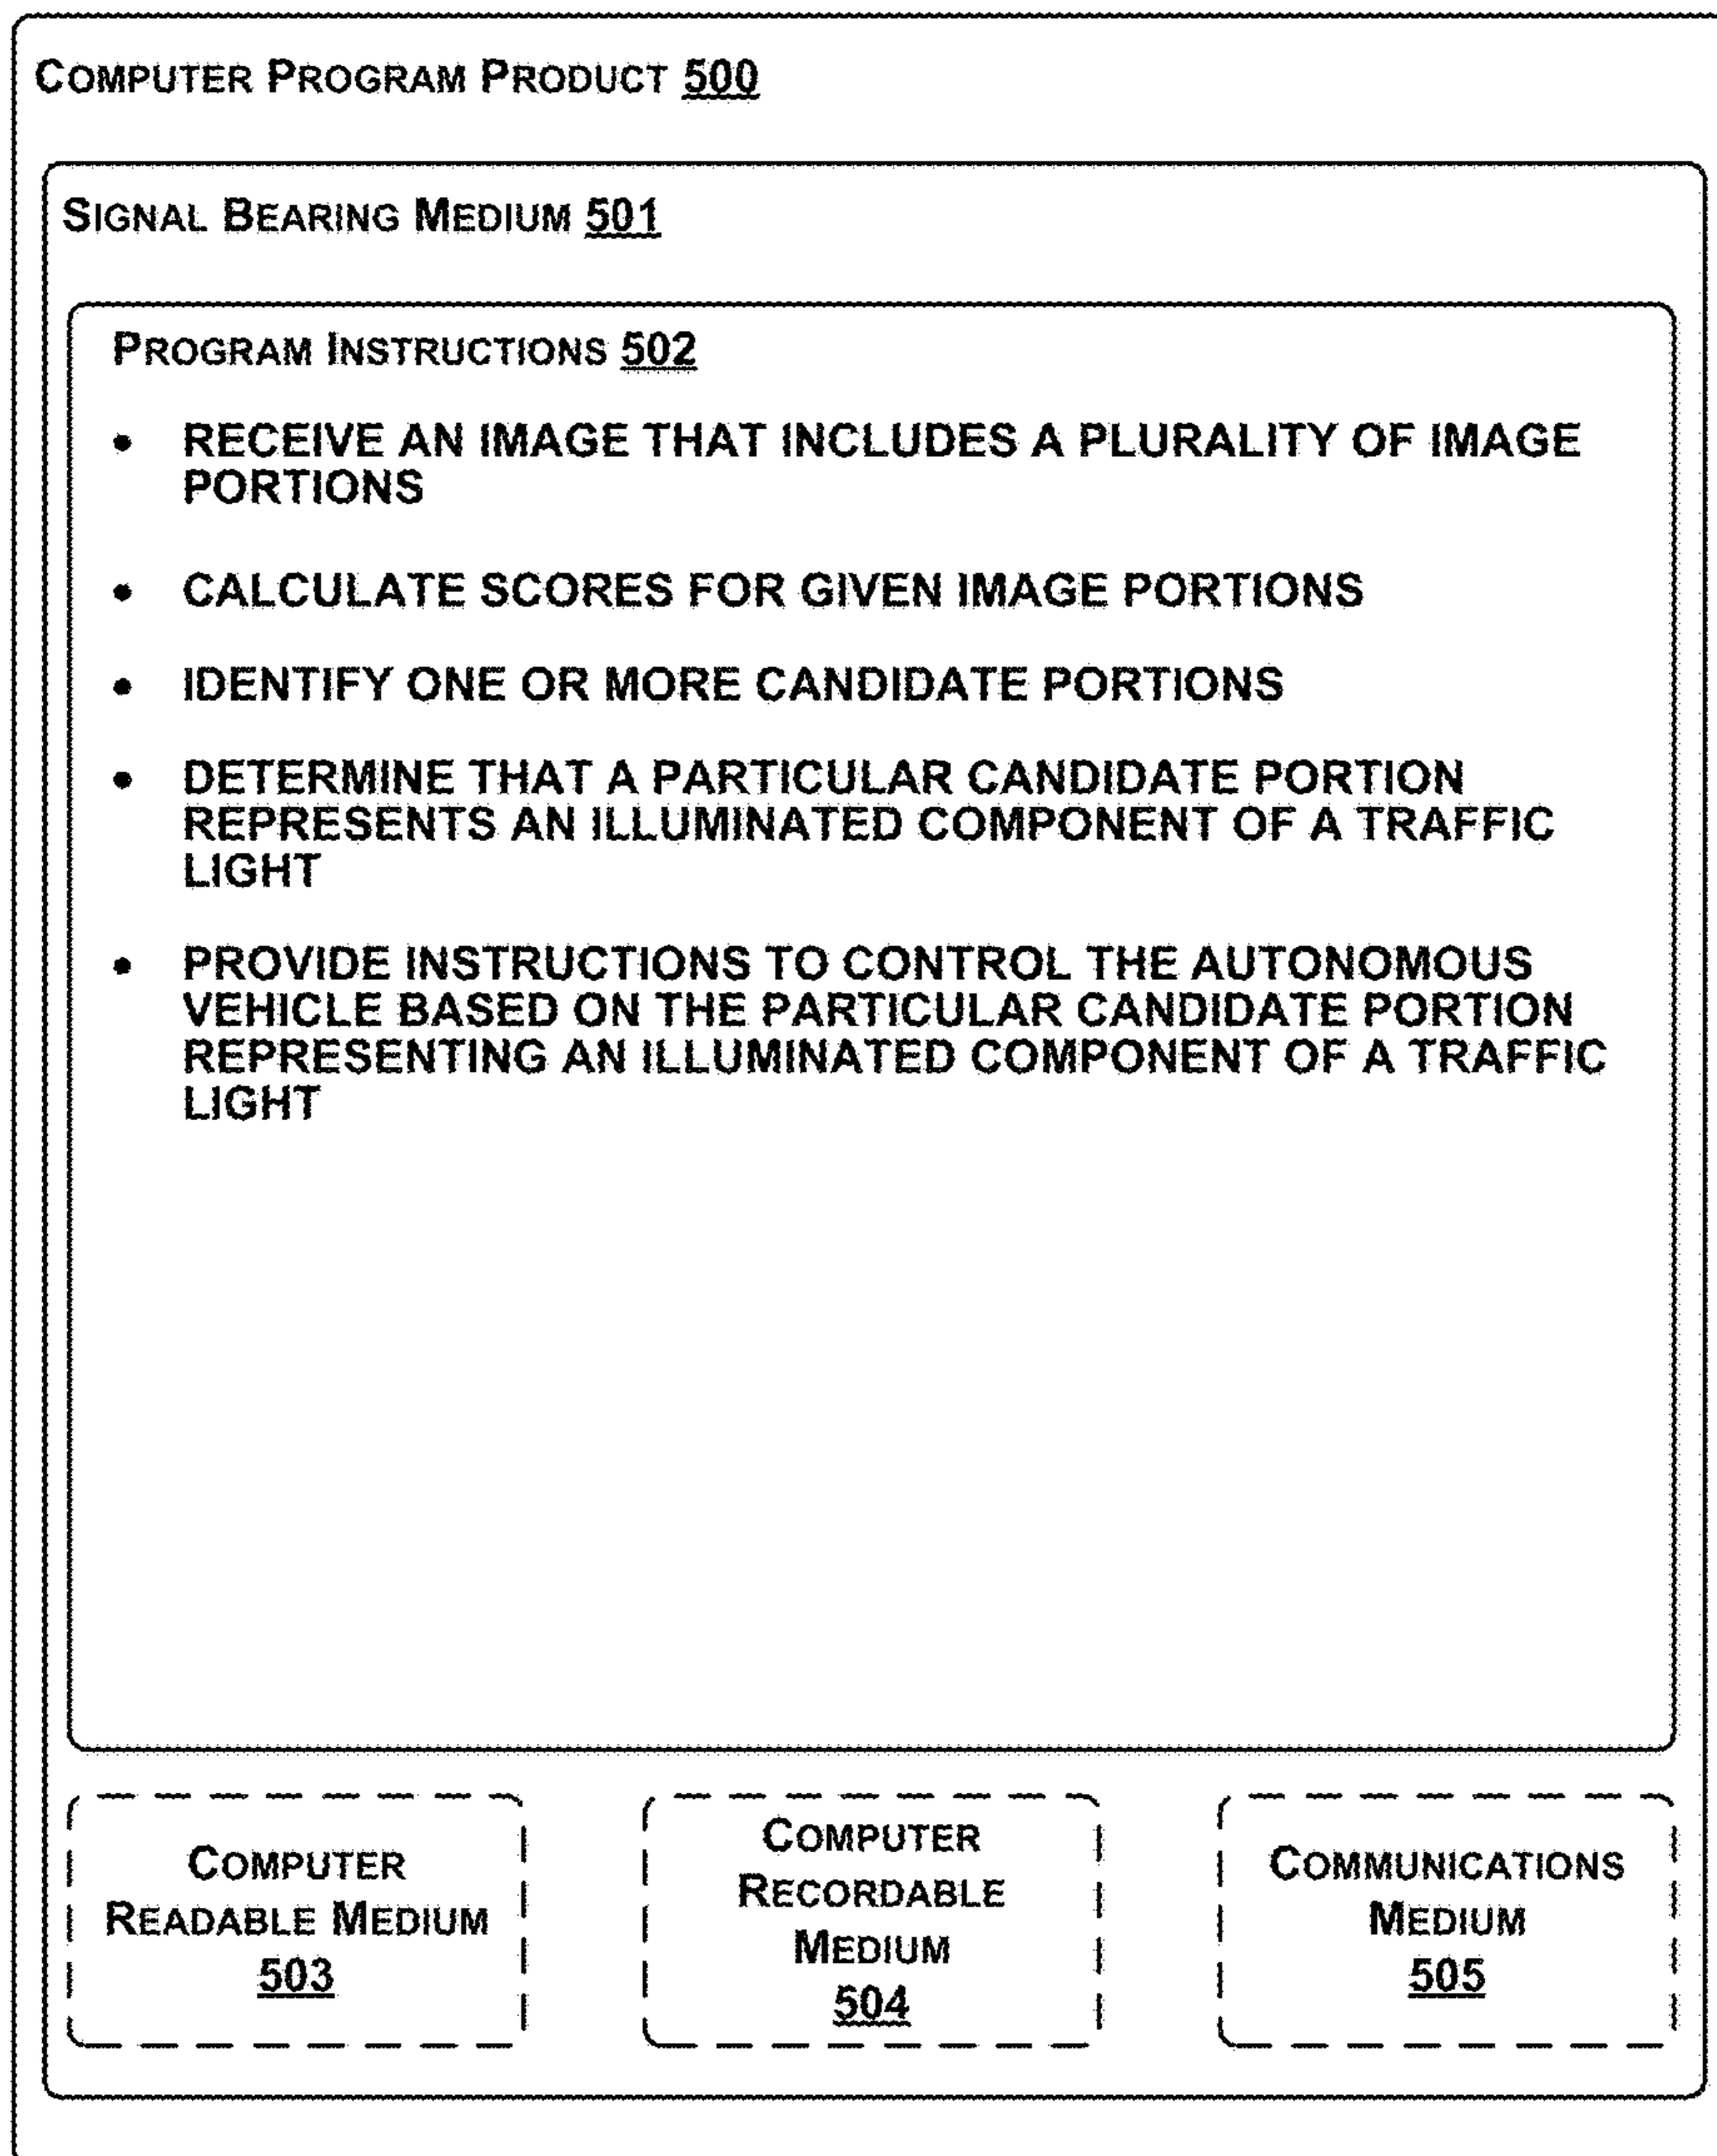 COMPUTER PROGRAM PRODUCT 500
SIGNAL BEARING MEDIUM 501
PROGRAM INSTRUCTIONS 502
• RECEIVE AN IMAGE THAT INCLUDES A PLURALITY OF IMAGE
PORTIONS
• CALCULATE SCORES FOR GIVEN IMAGE PORTIONS
• IDENTIFY ONE OR MORE CANDIDATE PORTIONS
• DETERMINE THAT A PARTICULAR CANDIDATE PORTION
REPRESENTS AN ILLUMINATED COMPONENT OF A TRAFFIC
LIGHT
• PROVIDE INSTRUCTIONS TO CONTROL THE AUTONOMOUS
VEHICLE BASED ON THE PARTICULAR CANDIDATE PORTION
REPRESENTING AN ILLUMINATED COMPONENT OF A TRAFFIC
LIGHT
COMPUTER
READABLE MEDIUM
503
COMPUTER
RECORDABLE
MEDIUM
504
COMMUNICATIONS
MEDIUM
505